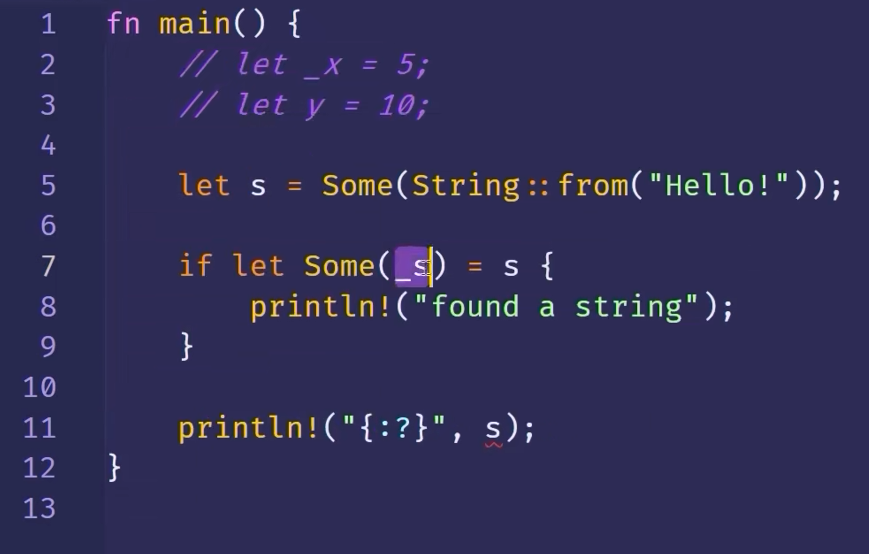 1 fn main() {
2 // let _x = 5;
3 // let y = 10;
4
5 let s = Some(String::from("Hello!"));
6
7 if let Some(_s) = s {
8 println!("found a string");
9 }
10
11 println!("{:?}", s);
12 }
13